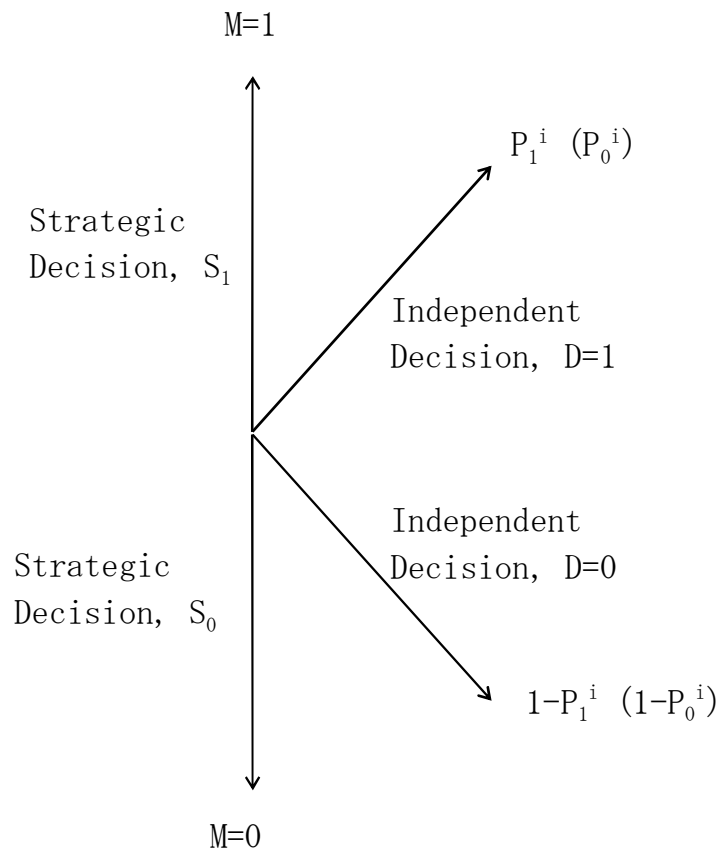 M=1
P₁ⁱ (P₀ⁱ)
Strategic
Decision, S₁
Independent
Decision, D=1
Independent
Decision, D=0
Strategic
Decision, S₀
1-P₁ⁱ (1-P₀ⁱ)
M=0